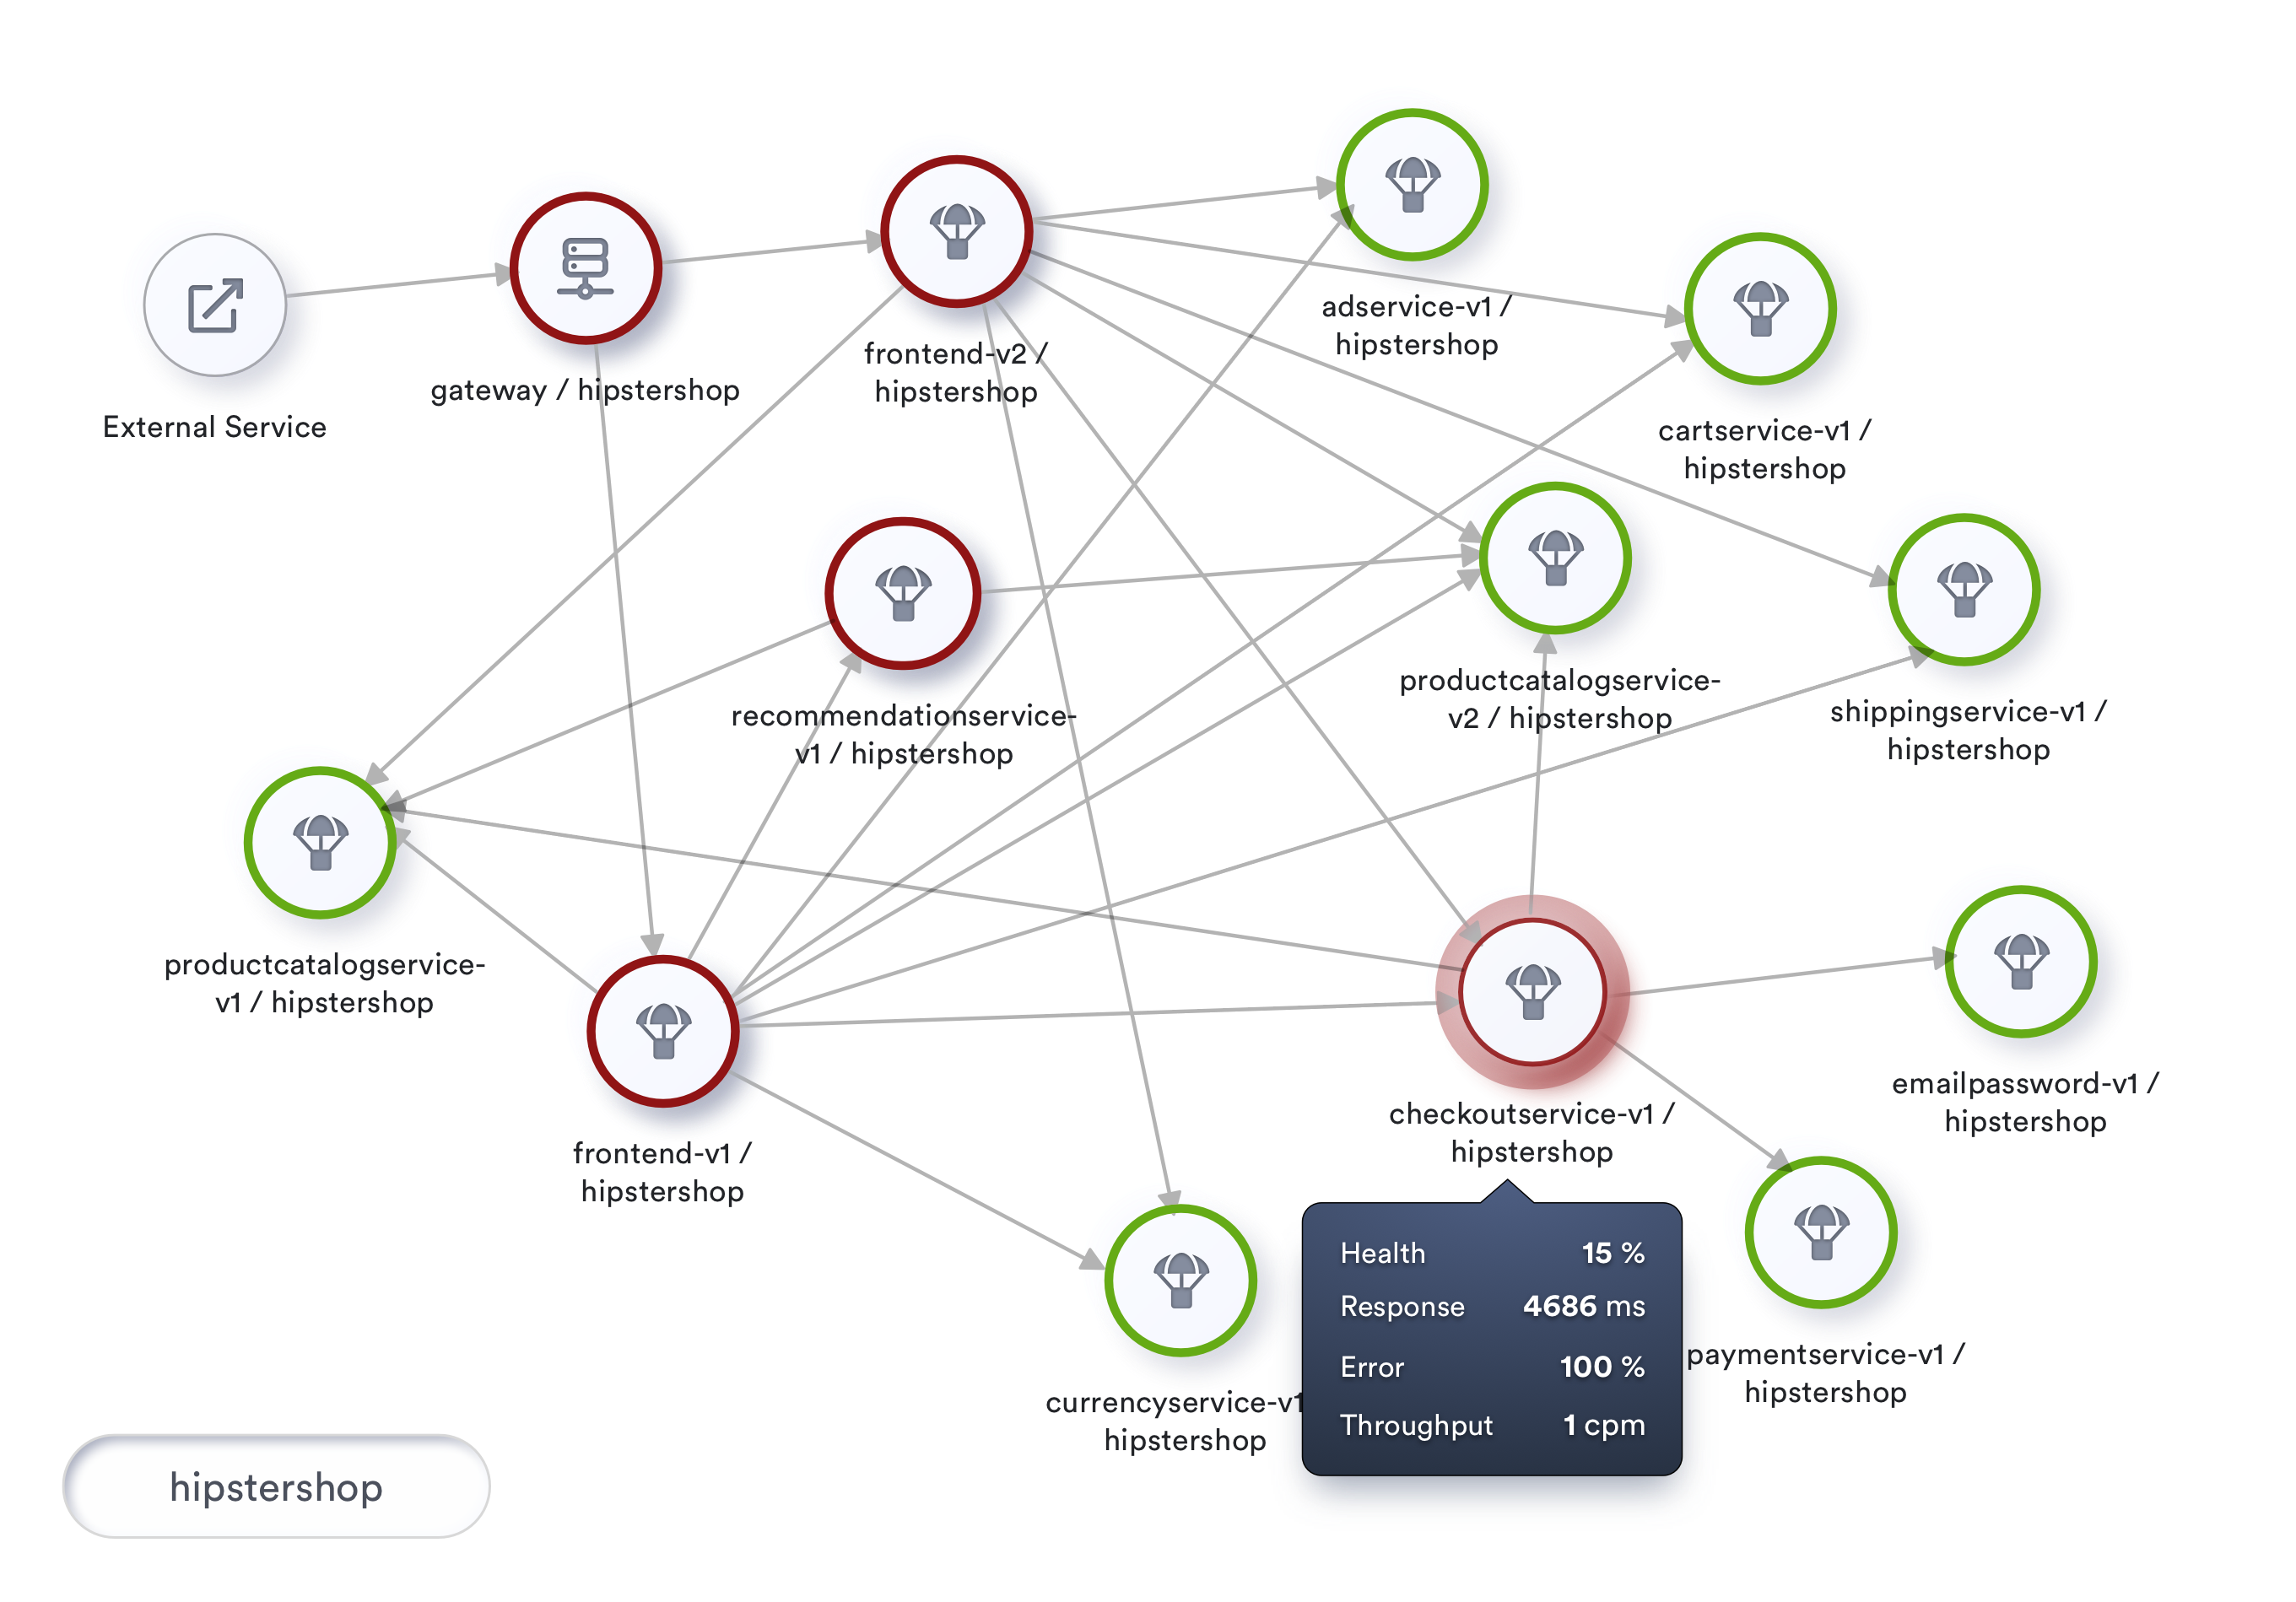 adservice-v1 /
hipstershop
frontend-v2 /
hipstershop
gateway / hipstershop
External Service
cartservice-v1 /
hipstershop
productcatalogservice-
v2 / hipstershop
shippingservice-v1 /
hipstershop
recommendationservice-
v1 / hipstershop
productcatalogservice-
v1 / hipstershop
emailpassword-v1 /
hipstershop
checkoutservice-v1 /
hipstershop
frontend-v1 /
hipstershop
Health 15 %
Response 4686 ms
Error 100 %
Throughput 1 cpm
paymentservice-v1 /
hipstershop
currencyservice-v1
hipstershop
hipstershop